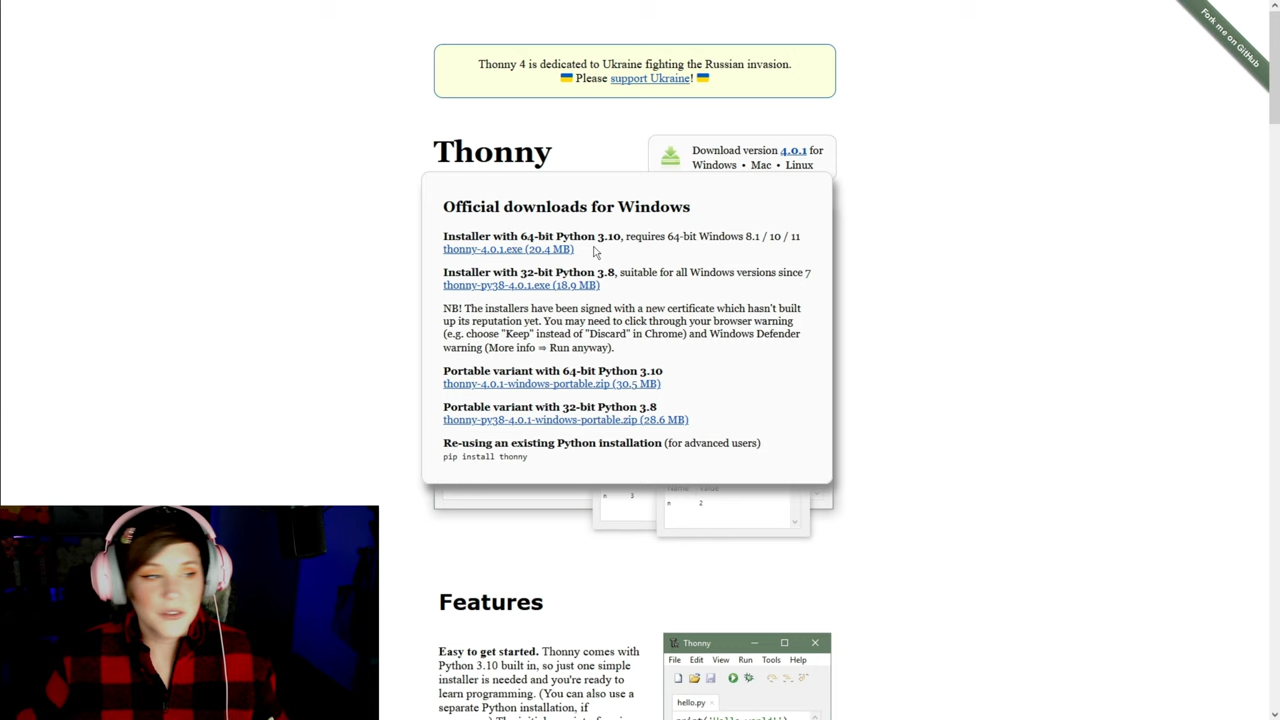 Fork me on GitHub
Thonny 4 is dedicated to Ukraine fighting the Russian invasion.
Please support Ukraine!
Thonny
Download version 4.0.1 for
Windows • Mac • Linux
Official downloads for Windows
Installer with 64-bit Python 3.10, requires 64-bit Windows 8.1 / 10 / 11
thonny-4.0.1.exe (20.4 MB)
Installer with 32-bit Python 3.8, suitable for all Windows versions since 7
thonny-py38-4.0.1.exe (18.9 MB)
NB! The installers have been signed with a new certificate which hasn't built
up its reputation yet. You may need to click through your browser warning
(e.g. choose "Keep" instead of "Discard" in Chrome) and Windows Defender
warning (More info ⇒ Run anyway).
Portable variant with 64-bit Python 3.10
thonny-4.0.1-windows-portable.zip (30.5 MB)
Portable variant with 32-bit Python 3.8
thonny-py38-4.0.1-windows-portable.zip (28.6 MB)
Re-using an existing Python installation (for advanced users)
pip install thonny
n 3
n 2
Features
Easy to get started. Thonny comes with
Python 3.10 built in, so just one simple
installer is needed and you're ready to
learn programming. (You can also use a
separate Python installation, if
Thonny
File Edit View Run Tools Help
hello.py